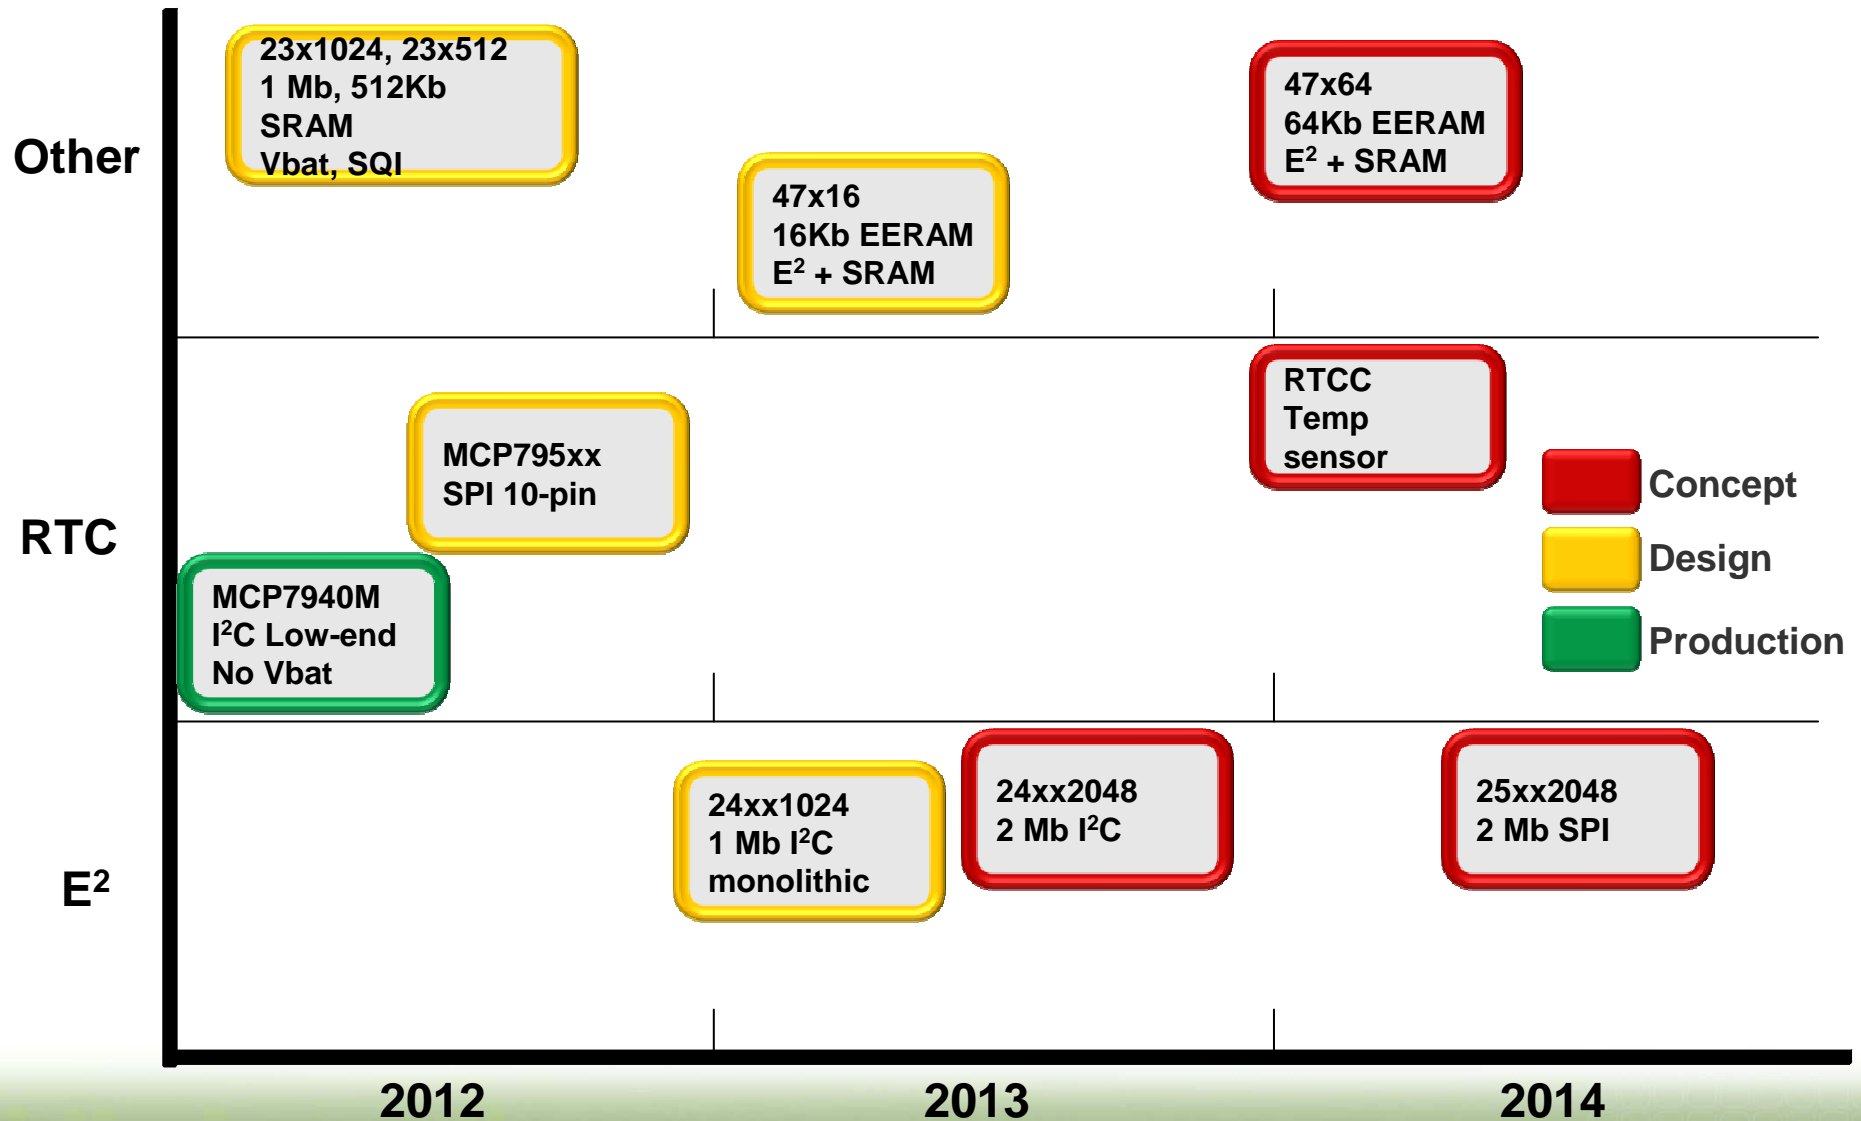 Other
23x1024, 23x512
1 Mb, 512Kb
SRAM
Vbat, SQI
47x16
16Kb EERAM
E² + SRAM
47x64
64Kb EERAM
E² + SRAM
RTC
MCP7940M
I²C Low-end
No Vbat
MCP795xx
SPI 10-pin
RTCC
Temp
sensor
Concept
Design
Production
E²
24xx1024
1 Mb I²C
monolithic
24xx2048
2 Mb I²C
25xx2048
2 Mb SPI
2012
2013
2014